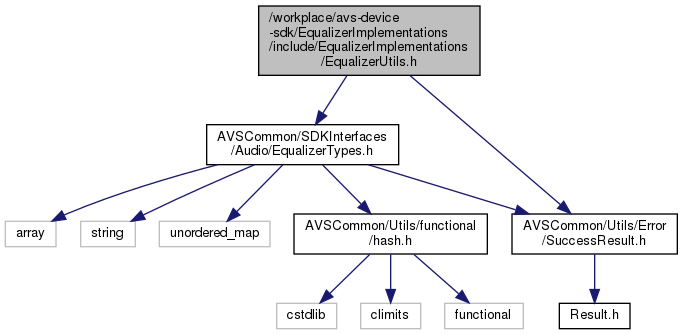 /workplace/avs-device
-sdk/EqualizerImplementations
/include/EqualizerImplementations
/EqualizerUtils.h
AVSCommon/SDKInterfaces
/Audio/EqualizerTypes.h
array
string
unordered_map
AVSCommon/Utils/functional
/hash.h
AVSCommon/Utils/Error
/SuccessResult.h
cstdlib
climits
functional
Result.h